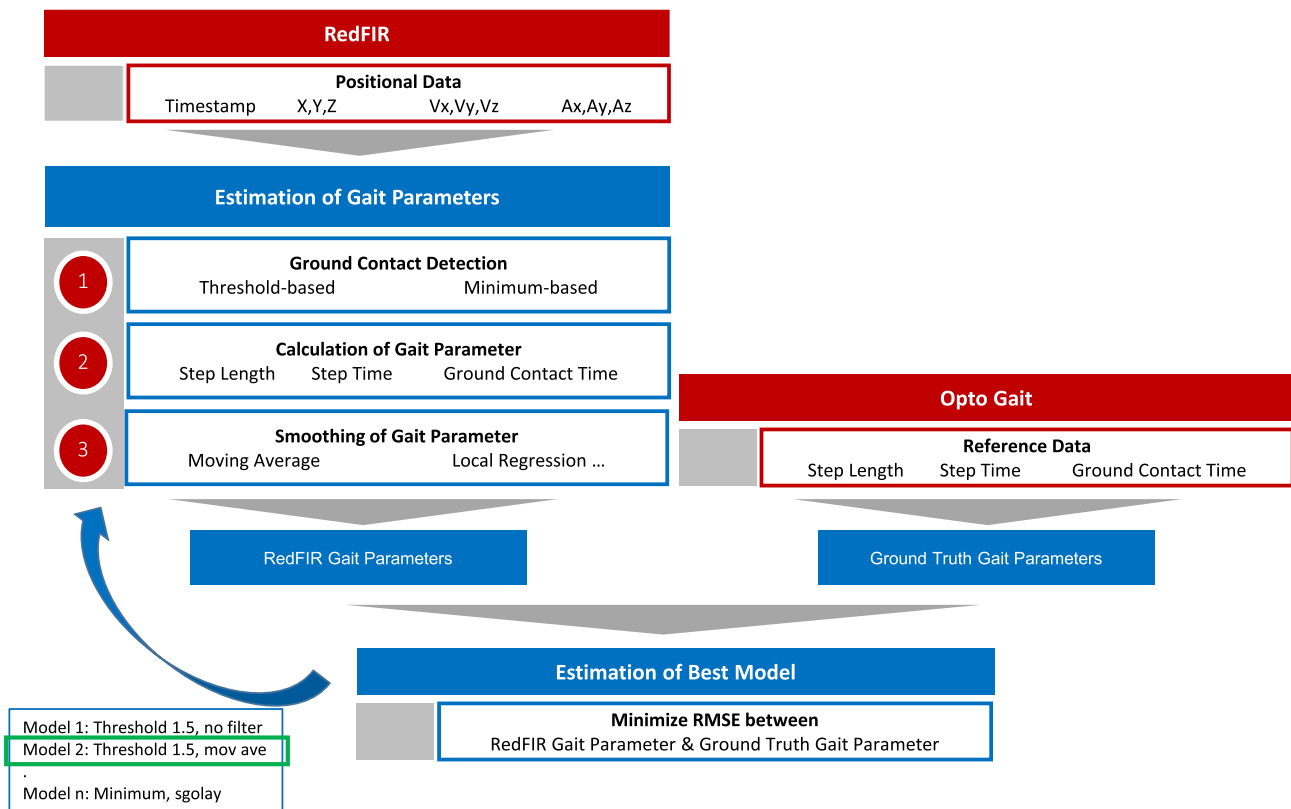 RedFIR
Positional Data
Timestamp X,Y,Z Vx,Vy,Vz Ax,Ay,Az
Estimation of Gait Parameters
1
Ground Contact Detection
Threshold-based Minimum-based
2
Calculation of Gait Parameter
Step Length Step Time Ground Contact Time
3
Smoothing of Gait Parameter
Moving Average Local Regression ...
Opto Gait
Reference Data
Step Length Step Time Ground Contact Time
RedFIR Gait Parameters
Ground Truth Gait Parameters
Estimation of Best Model
Minimize RMSE between
RedFIR Gait Parameter & Ground Truth Gait Parameter
Model 1: Threshold 1.5, no filter
Model 2: Threshold 1.5, mov ave
.
Model n: Minimum, sgolay